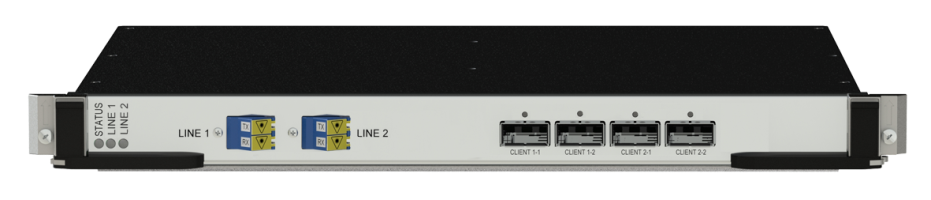 STATUS
LINE 1
LINE 2
LINE 1
TX
RX
TX
RX
LINE 2
CLIENT 1-1
CLIENT 1-2
CLIENT 2-1
CLIENT 2-2